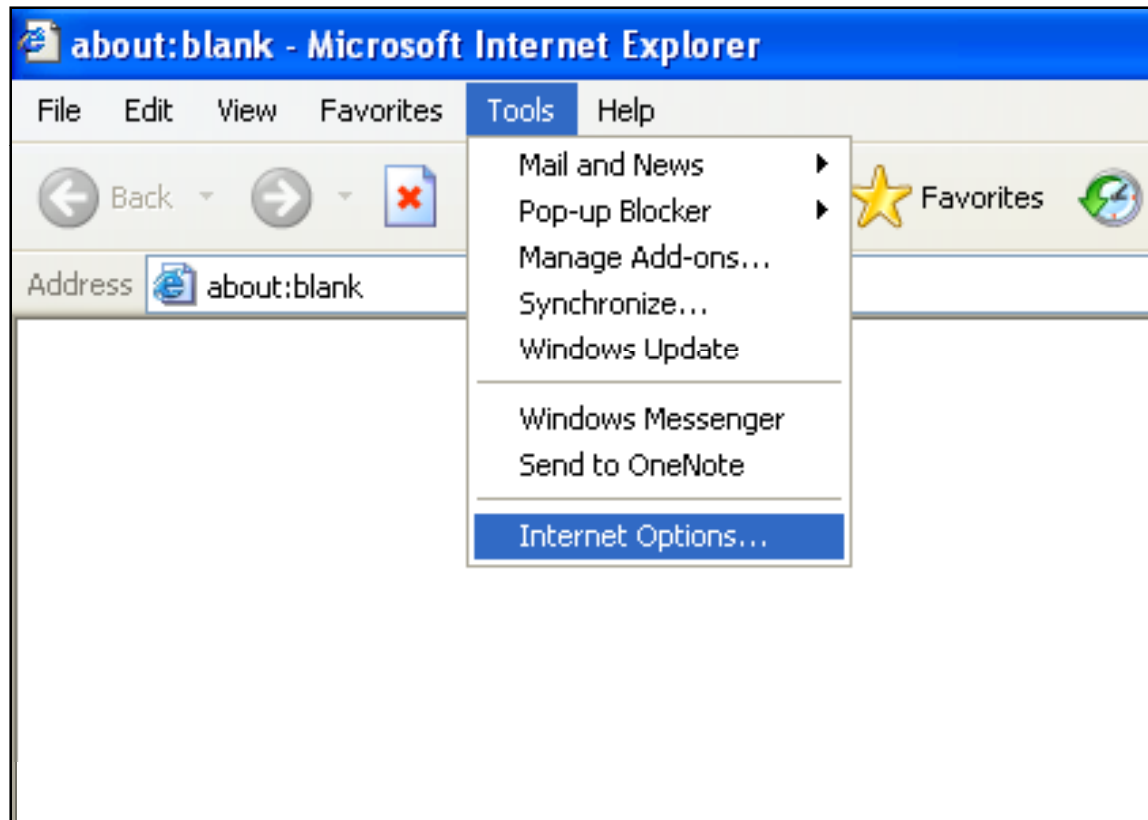 about:blank - Microsoft Internet Explorer
File Edit View Favorites Tools Help
Back Favorites
Address about:blank
Mail and News
Pop-up Blocker
Manage Add-ons...
Synchronize...
Windows Update
Windows Messenger
Send to OneNote
Internet Options...